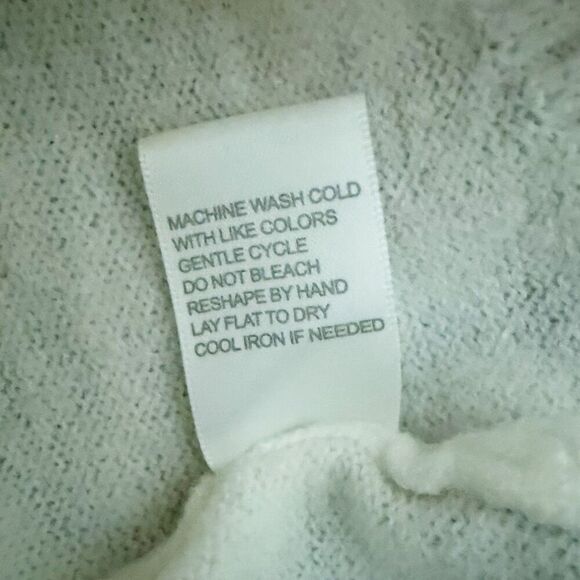 MACHINE WASH COLD
WITH LIKE COLORS
GENTLE CYCLE
DO NOT BLEACH
RESHAPE BY HAND
LAY FLAT TO DRY
COOL IRON IF NEEDED